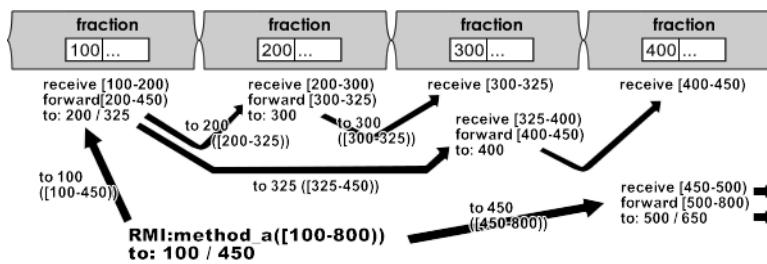 fraction
100 ...
fraction
200 ...
fraction
300 ...
fraction
400 ...
receive [100-200)
forward[200-450)
to: 200 / 325
receive [200-300)
forward [300-325)
to: 300
receive [300-325)
receive [400-450)
to 200
([200-325))
to 300
([300-325))
receive [325-400)
forward [400-450)
to: 400
to 100
([100-450))
to 325 ([325-450))
to 450
([450-800))
receive [450-500)
forward [500-800)
to: 500 / 650
RMI:method_a([100-800))
to: 100 / 450